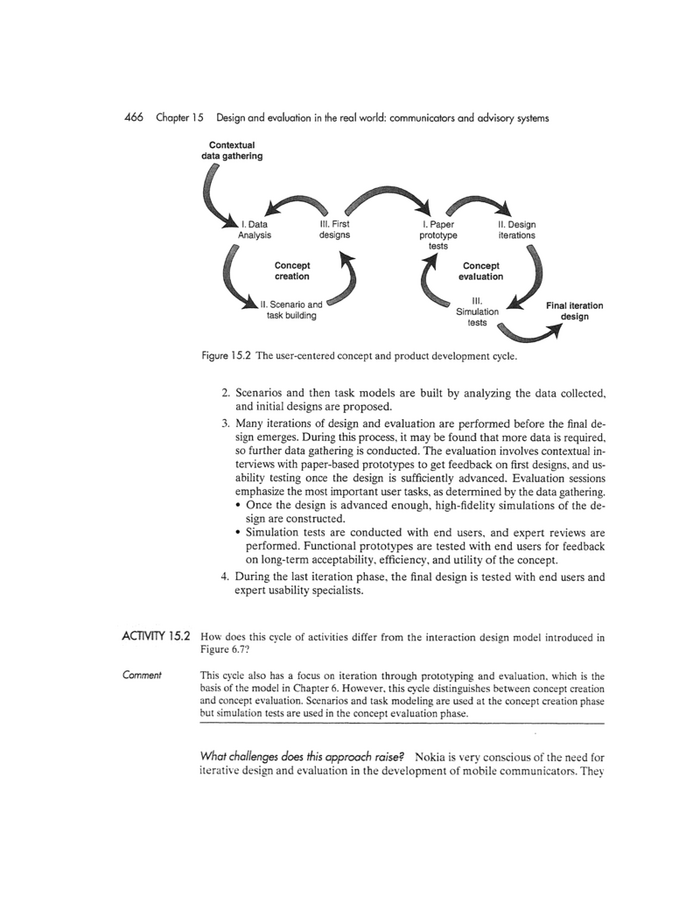 466 Chapter 15 Design and evaluation in the real world: communicators and advisory systems
Contextual
data gathering
I. Data
Analysis
III. First
designs
I. Paper
prototype
tests
II. Design
iterations
Concept
creation
Concept
evaluation
II. Scenario and
task building
III.
Simulation
tests
Final iteration
design
Figure 15.2 The user-centered concept and product development cycle.
2. Scenarios and then task models are built by analyzing the data collected,
and initial designs are proposed.
3. Many iterations of design and evaluation are performed before the final de-
sign emerges. During this process, it may be found that more data is required,
so further data gathering is conducted. The evaluation involves contextual in-
terviews with paper-based prototypes to get feedback on first designs, and us-
ability testing once the design is sufficiently advanced. Evaluation sessions
emphasize the most important user tasks, as determined by the data gathering.
• Once the design is advanced enough, high-fidelity simulations of the de-
sign are constructed.
• Simulation tests are conducted with end users, and expert reviews are
performed. Functional prototypes are tested with end users for feedback
on long-term acceptability, efficiency, and utility of the concept.
4. During the last iteration phase, the final design is tested with end users and
expert usability specialists.
ACTIVITY 15.2 How does this cycle of activities differ from the interaction design model introduced in
Figure 6.7?
Comment This cycle also has a focus on iteration through prototyping and evaluation, which is the
basis of the model in Chapter 6. However, this cycle distinguishes between concept creation
and concept evaluation. Scenarios and task modeling are used at the concept creation phase
but simulation tests are used in the concept evaluation phase.
What challenges does this approach raise? Nokia is very conscious of the need for
iterative design and evaluation in the development of mobile communicators. They